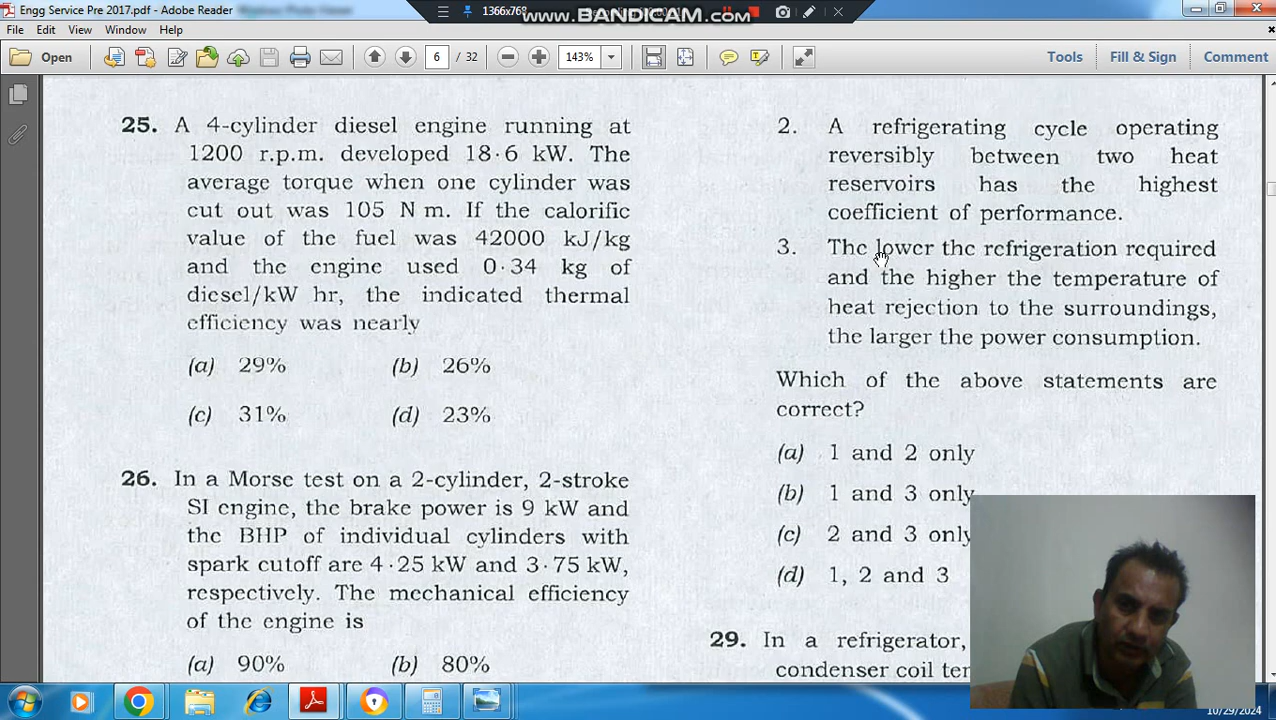 Engg Service Pre 2017.pdf - Adobe Reader
1366x768
www.BANDICAM.com
File Edit View Window Help
Open
6 / 32
143%
Tools
Fill & Sign
Comment
25. A 4-cylinder diesel engine running at
1200 r.p.m. developed 18·6 kW. The
average torque when one cylinder was
cut out was 105 N m. If the calorific
value of the fuel was 42000 kJ/kg
and the engine used 0·34 kg of
diesel/kW hr, the indicated thermal
efficiency was nearly
(a) 29% (b) 26%
(c) 31% (d) 23%
26. In a Morse test on a 2-cylinder, 2-stroke
SI engine, the brake power is 9 kW and
the BHP of individual cylinders with
spark cutoff are 4·25 kW and 3·75 kW,
respectively. The mechanical efficiency
of the engine is
(a) 90% (b) 80%
2. A refrigerating cycle operating
reversibly between two heat
reservoirs has the highest
coefficient of performance.
3. The lower the refrigeration required
and the higher the temperature of
heat rejection to the surroundings,
the larger the power consumption.
Which of the above statements are
correct?
(a) 1 and 2 only
(b) 1 and 3 only
(c) 2 and 3 only
(d) 1, 2 and 3
29. In a refrigerator,
condenser coil
10/29/2024